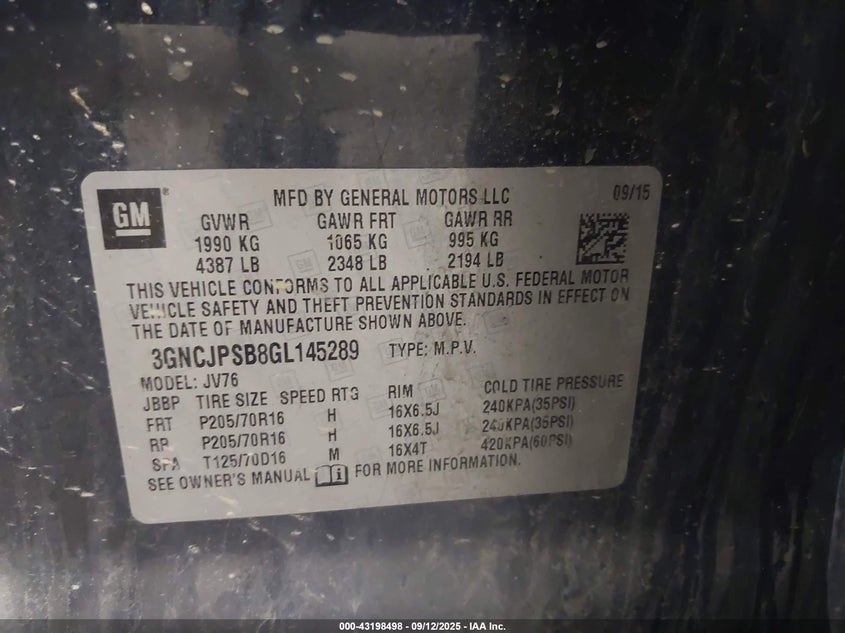 GM
MFD BY GENERAL MOTORS LLC 09/15
GVWR GAWR FRT GAWR RR
1990 KG 1065 KG 995 KG
4387 LB 2348 LB 2194 LB
THIS VEHICLE CONFORMS TO ALL APPLICABLE U.S. FEDERAL MOTOR
VEHICLE SAFETY AND THEFT PREVENTION STANDARDS IN EFFECT ON
THE DATE OF MANUFACTURE SHOWN ABOVE.
3GNCJPSB8GL145289 TYPE: M.P.V.
MODEL: JV76
JBBP TIRE SIZE SPEED RTG RIM COLD TIRE PRESSURE
FRT P205/70R16 H 16X6.5J 240KPA(35PSI)
RR P205/70R16 H 16X6.5J 240KPA(35PSI)
SPA T125/70D16 M 16X4T 420KPA(60PSI)
SEE OWNER'S MANUAL FOR MORE INFORMATION.
000-43198498 - 09/12/2025 - IAA Inc.